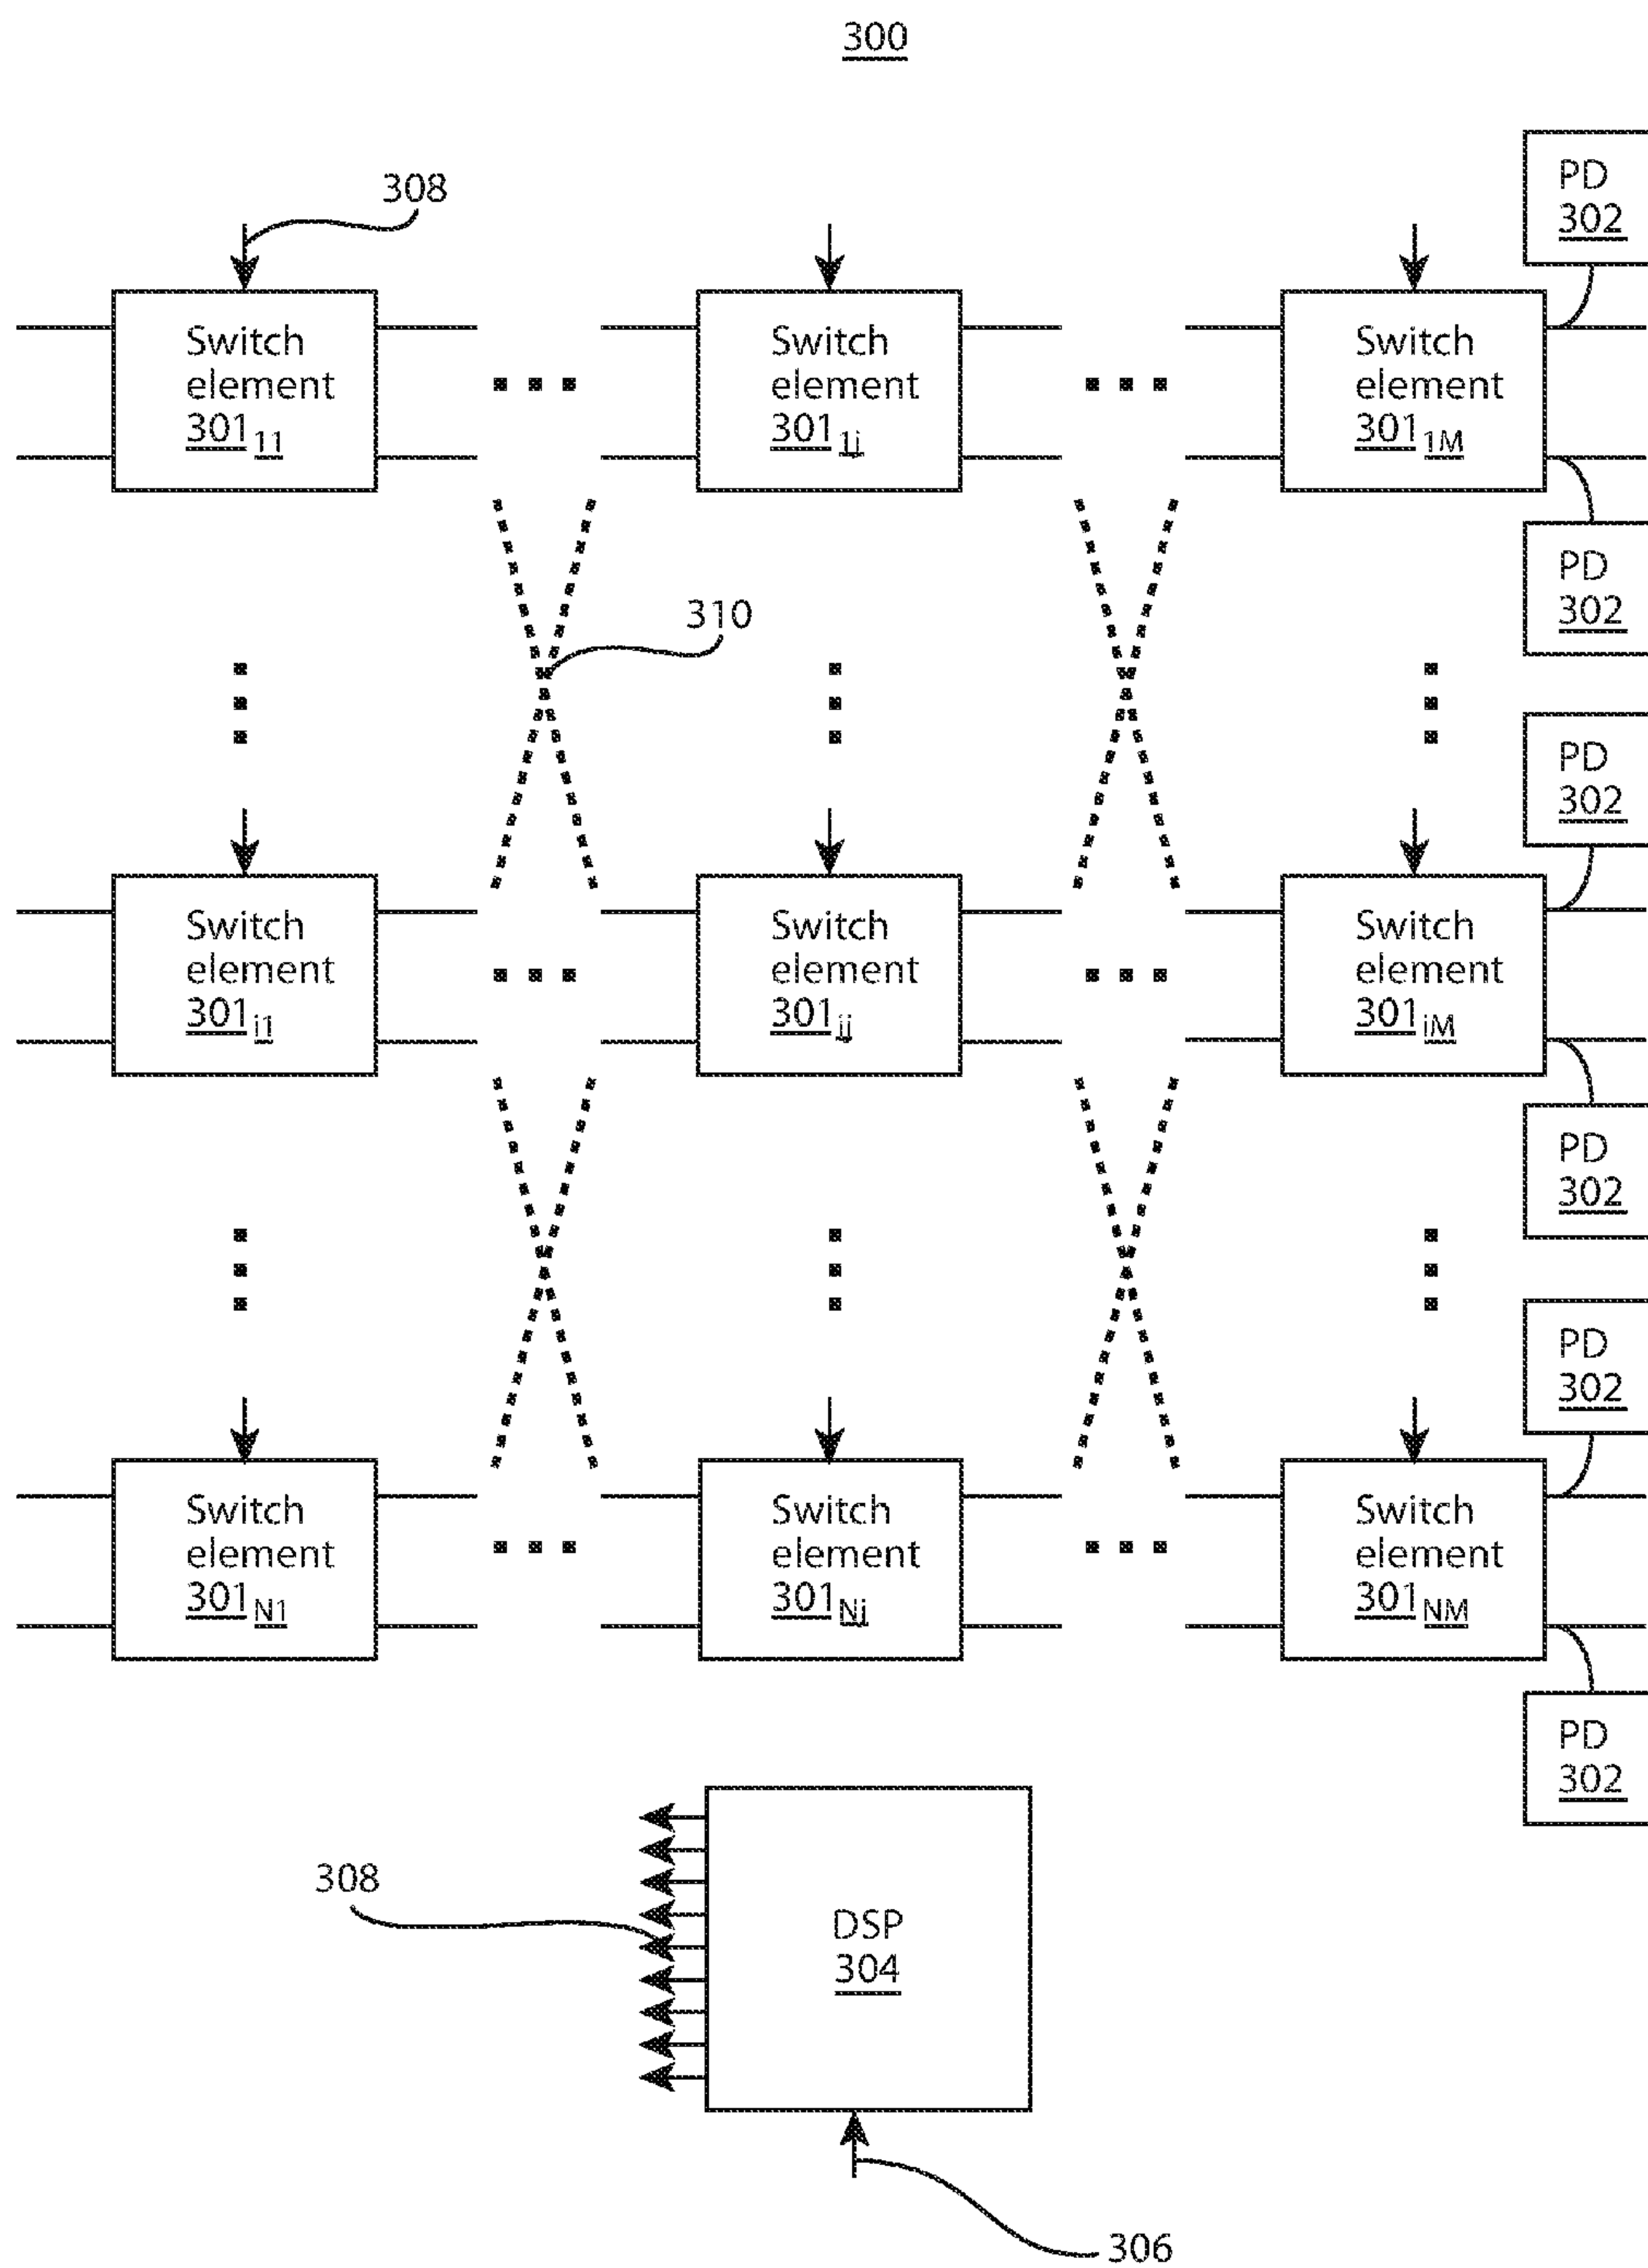 300
308
PD
302
Switch
element
301 11
Switch
element
301 1j
Switch
element
301 1M
PD
302
310
PD
302
Switch
element
301 i1
Switch
element
301 ij
Switch
element
301 iM
PD
302
PD
302
Switch
element
301 N1
Switch
element
301 Nj
Switch
element
301 NM
PD
302
308
DSP
304
306